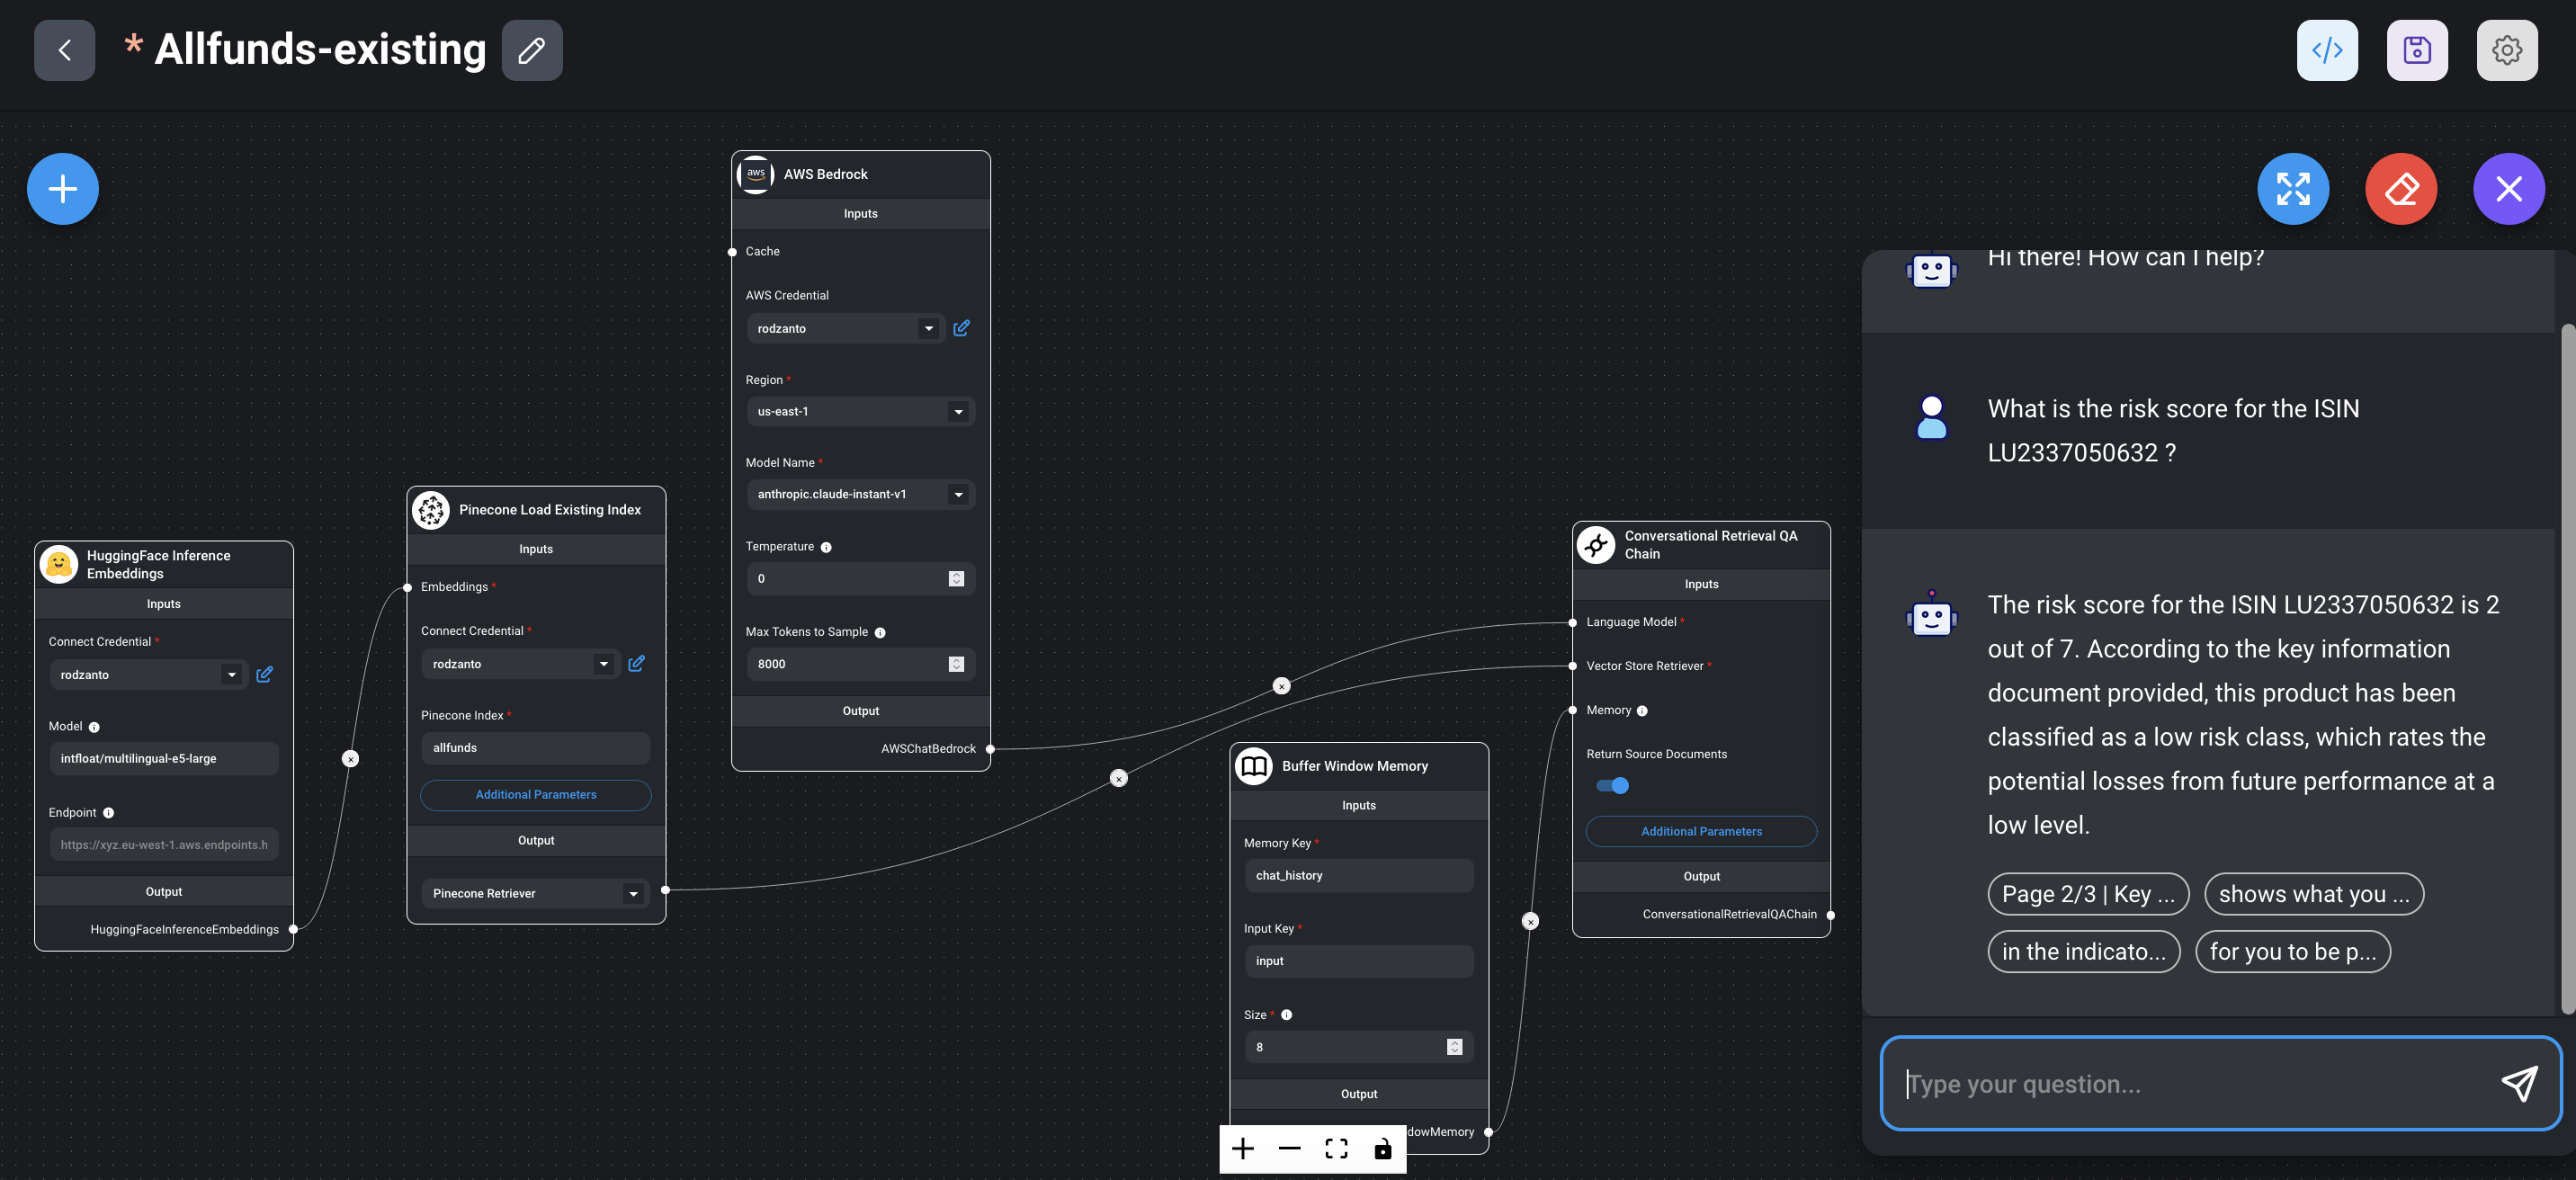 * Allfunds-existing
HuggingFace Inference
Embeddings
Inputs
Connect Credential *
rodzanto
Model
intfloat/multilingual-e5-large
Endpoint
https://xyz.eu-west-1.aws.endpoints.h
Output
HuggingFaceInferenceEmbeddings
Pinecone Load Existing Index
Inputs
Embeddings *
Connect Credential *
rodzanto
Pinecone Index *
allfunds
Additional Parameters
Output
Pinecone Retriever
aws
AWS Bedrock
Inputs
Cache
AWS Credential
rodzanto
Region *
us-east-1
Model Name *
anthropic.claude-instant-v1
Temperature
0
Max Tokens to Sample
8000
Output
AWSChatBedrock
Buffer Window Memory
Inputs
Memory Key *
chat_history
Input Key *
input
Size *
8
Output
dowMemory
Conversational Retrieval QA
Chain
Inputs
Language Model *
Vector Store Retriever *
Memory
Return Source Documents
Additional Parameters
Output
ConversationalRetrievalQAChain
Hi there! How can I help?
What is the risk score for the ISIN
LU2337050632 ?
The risk score for the ISIN LU2337050632 is 2
out of 7. According to the key information
document provided, this product has been
classified as a low risk class, which rates the
potential losses from future performance at a
low level.
Page 2/3 | Key ...
shows what you ...
in the indicato...
for you to be p...
Type your question...